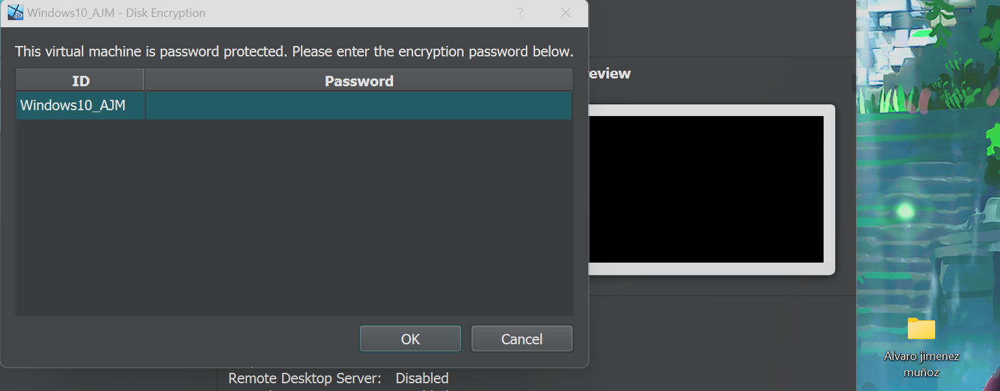 Windows10_AJM - Disk Encryption
This virtual machine is password protected. Please enter the encryption password below.
ID Password
Windows10_AJM
OK Cancel
Remote Desktop Server: Disabled
Alvaro jimenez
muñoz